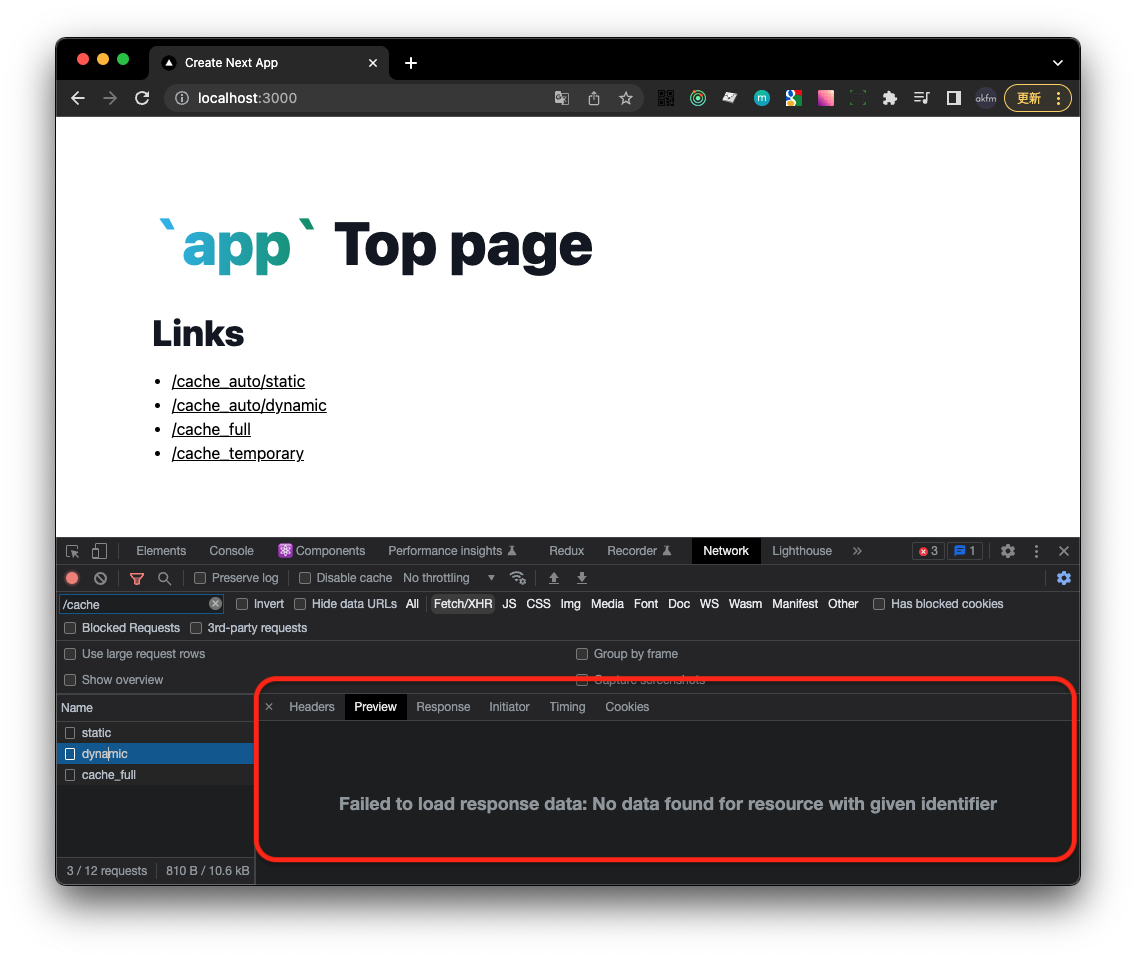 Create Next App
localhost:3000
m
akfm
更新
`app` Top page
Links
/cache_auto/static
/cache_auto/dynamic
/cache_full
/cache_temporary
Elements Console Components Performance insights Redux Recorder Network Lighthouse 3 1
Preserve log Disable cache No throttling
/cache Invert Hide data URLs All Fetch/XHR JS CSS Img Media Font Doc WS Wasm Manifest Other Has blocked cookies
Blocked Requests 3rd-party requests
Use large request rows Group by frame
Show overview Capture screenshots
Name Headers Preview Response Initiator Timing Cookies
static
dynamic
cache_full
Failed to load response data: No data found for resource with given identifier
3 / 12 requests 810 B / 10.6 kB